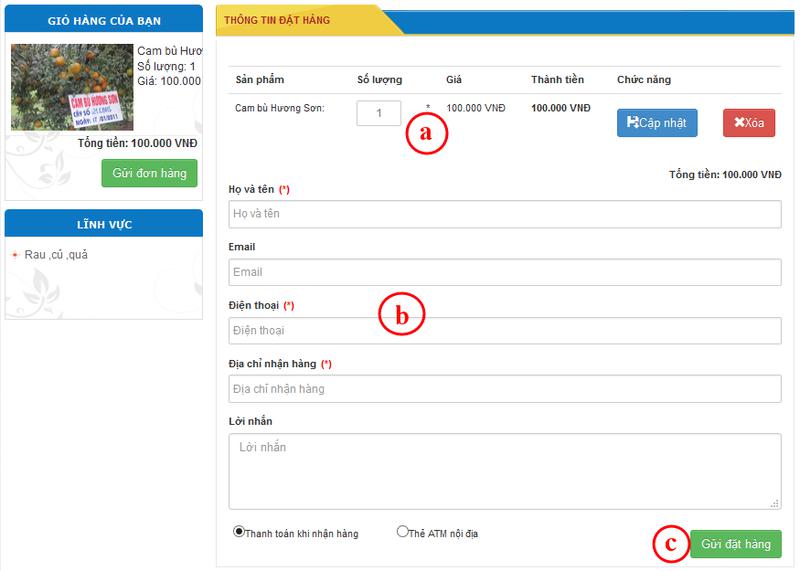 GIỎ HÀNG CỦA BẠN
Cam bù Hươ
Số lượng: 1
Giá: 100.000
CAM BÙ HƯƠNG SƠN
CÂY SỐ
NGÀY: 17/01/2011
Tổng tiền: 100.000 VNĐ
Gửi đơn hàng
LĨNH VỰC
Rau ,củ ,quả
THÔNG TIN ĐẶT HÀNG
Sản phẩm Số lượng Giá Thành tiền Chức năng
Cam bù Hương Sơn: 1 * 100.000 VNĐ 100.000 VNĐ Cập nhật Xóa
a
Tổng tiền: 100.000 VNĐ
Họ và tên (*)
Họ và tên
Email
Email
Điện thoại (*)
b
Điện thoại
Địa chỉ nhận hàng (*)
Địa chỉ nhận hàng
Lời nhắn
Lời nhắn
Thanh toán khi nhận hàng Thẻ ATM nội địa
c Gửi đặt hàng